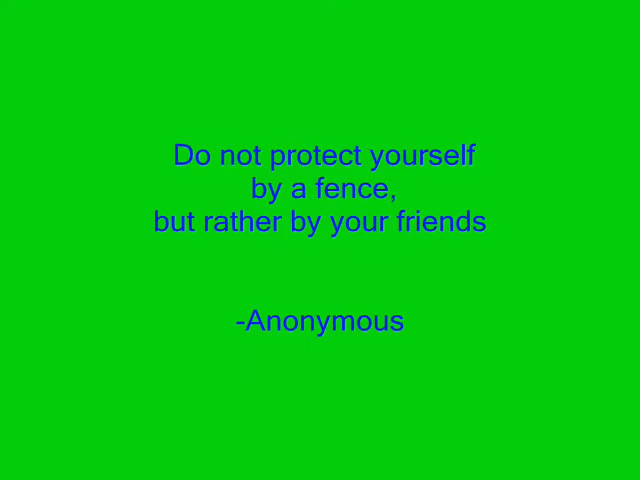 Do not protect yourself
by a fence,
but rather by your friends
-Anonymous